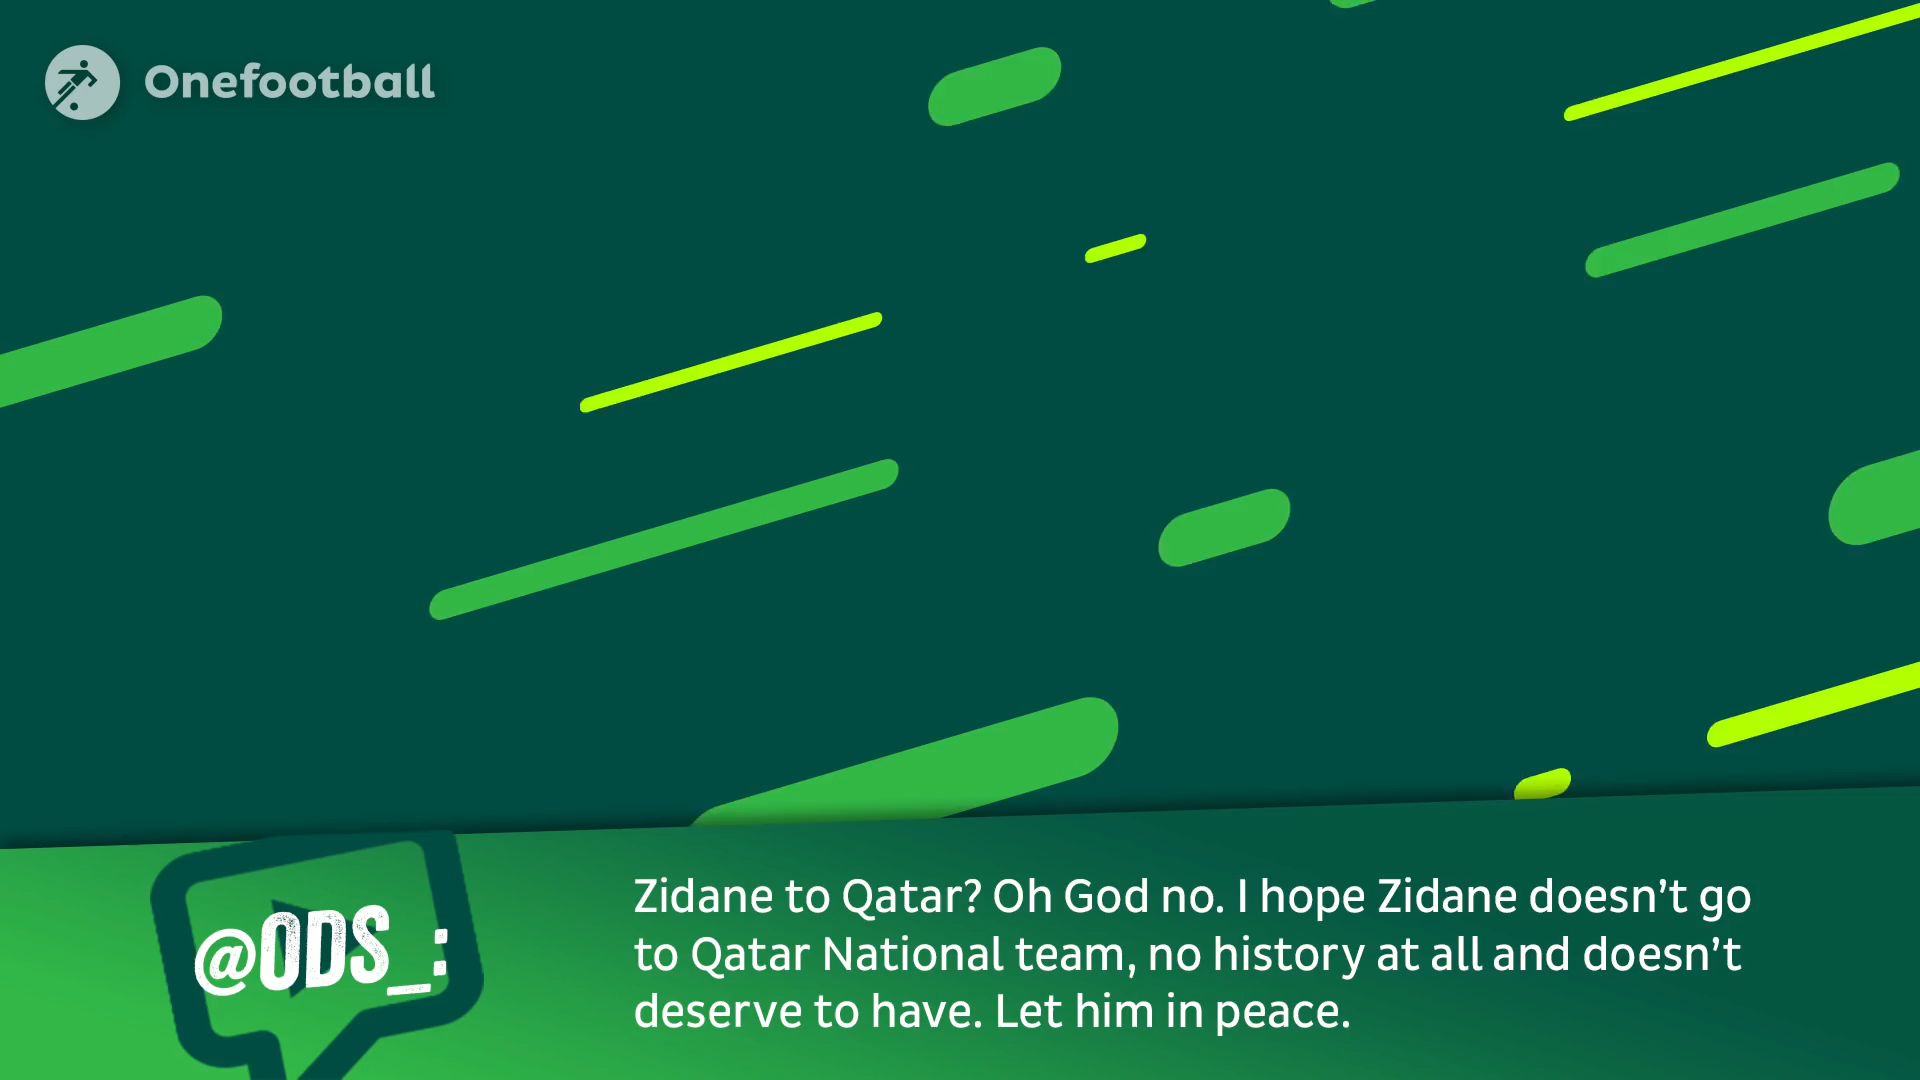 Onefootball
@ODS_:
Zidane to Qatar? Oh God no. I hope Zidane doesn’t go
to Qatar National team, no history at all and doesn’t
deserve to have. Let him in peace.